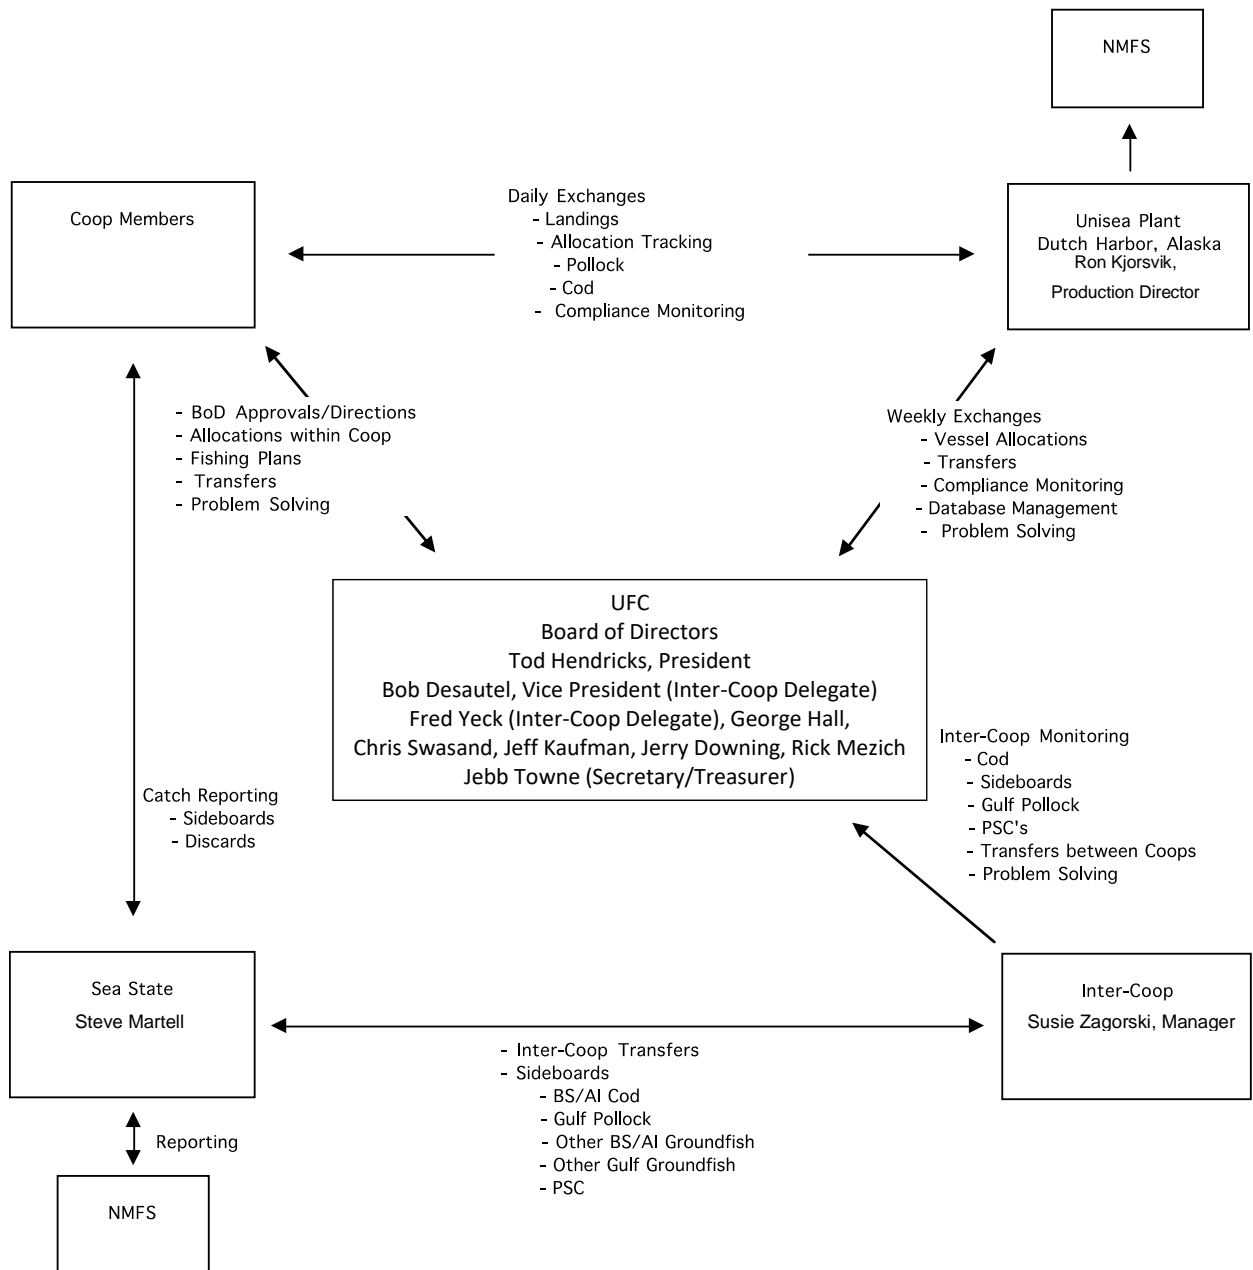 NMFS
Coop Members
Daily Exchanges
- Landings
- Allocation Tracking
- Pollock
- Cod
- Compliance Monitoring
Unisea Plant
Dutch Harbor, Alaska
Ron Kjorsvik,
Production Director
- BoD Approvals/Directions
- Allocations within Coop
- Fishing Plans
- Transfers
- Problem Solving
Weekly Exchanges
- Vessel Allocations
- Transfers
- Compliance Monitoring
- Database Management
- Problem Solving
UFC
Board of Directors
Tod Hendricks, President
Bob Desautel, Vice President (Inter-Coop Delegate)
Fred Yeck (Inter-Coop Delegate), George Hall,
Chris Swasand, Jeff Kaufman, Jerry Downing, Rick Mezich
Jebb Towne (Secretary/Treasurer)
Inter-Coop Monitoring
- Cod
- Sideboards
- Gulf Pollock
- PSC's
- Transfers between Coops
- Problem Solving
Catch Reporting
- Sideboards
- Discards
Sea State
Steve Martell
Inter-Coop
Susie Zagorski, Manager
- Inter-Coop Transfers
- Sideboards
- BS/AI Cod
- Gulf Pollock
- Other BS/AI Groundfish
- Other Gulf Groundfish
- PSC
Reporting
NMFS